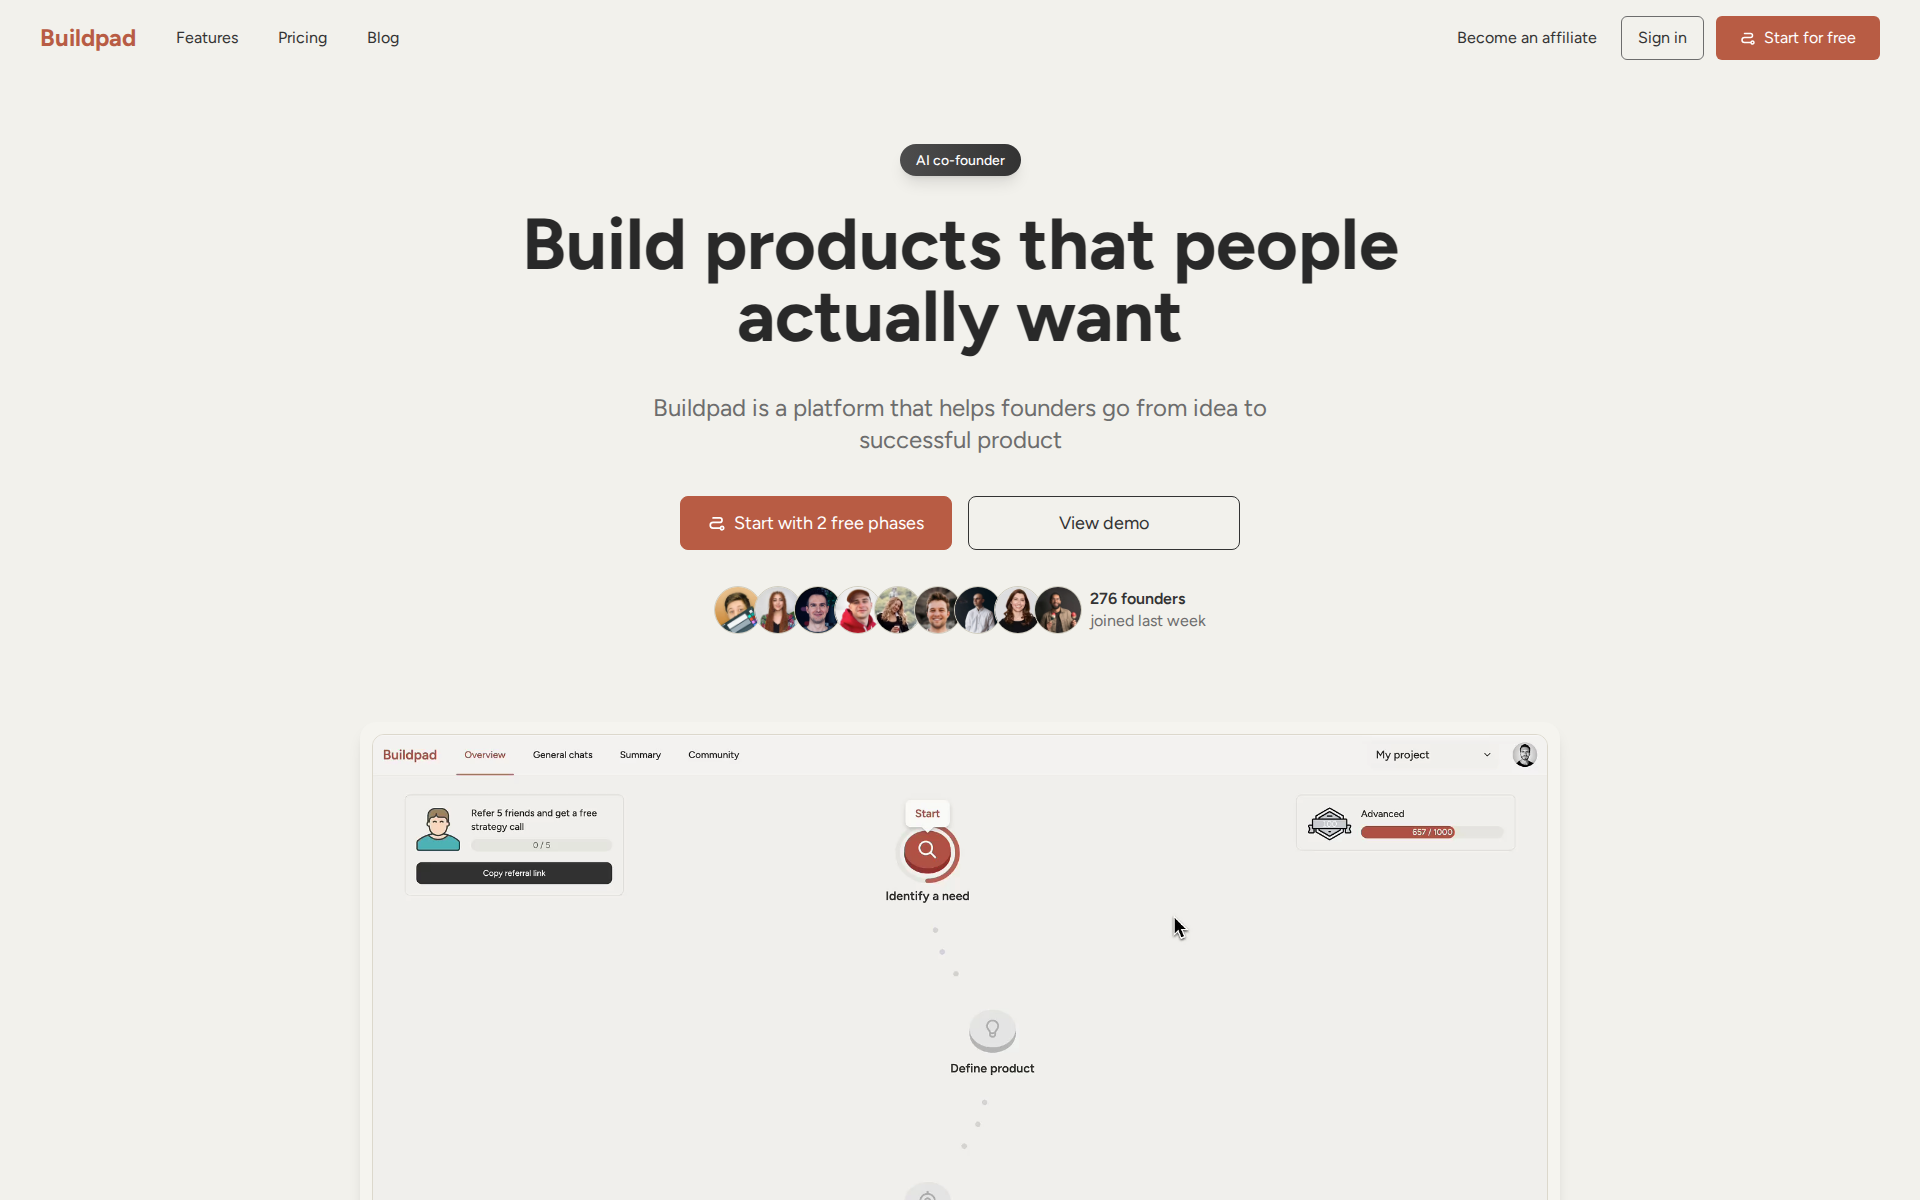 Buildpad
Features
Pricing
Blog
Become an affiliate
Sign in
Start for free
AI co-founder
Build products that people
actually want
Buildpad is a platform that helps founders go from idea to
successful product
Start with 2 free phases
View demo
276 founders
joined last week
Buildpad
Overview
General chats
Summary
Community
My project
Refer 5 friends and get a free
strategy call
0 / 5
Copy referral link
Start
Identify a need
Advanced
657 / 1000
Define product